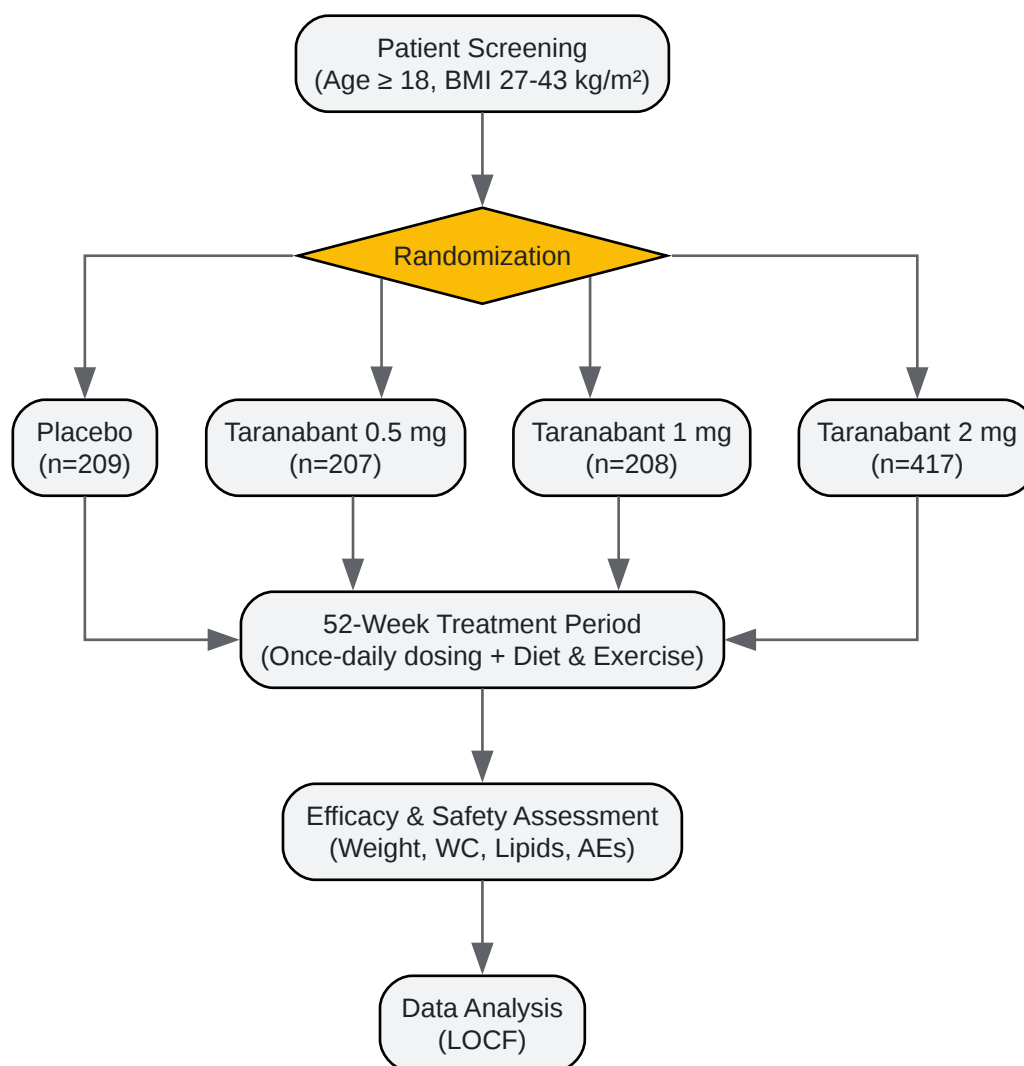 Patient Screening
(Age ≥ 18, BMI 27-43 kg/m²)
Randomization
Placebo
(n=209)
Taranabant 0.5 mg
(n=207)
Taranabant 1 mg
(n=208)
Taranabant 2 mg
(n=417)
52-Week Treatment Period
(Once-daily dosing + Diet & Exercise)
Efficacy & Safety Assessment
(Weight, WC, Lipids, AEs)
Data Analysis
(LOCF)